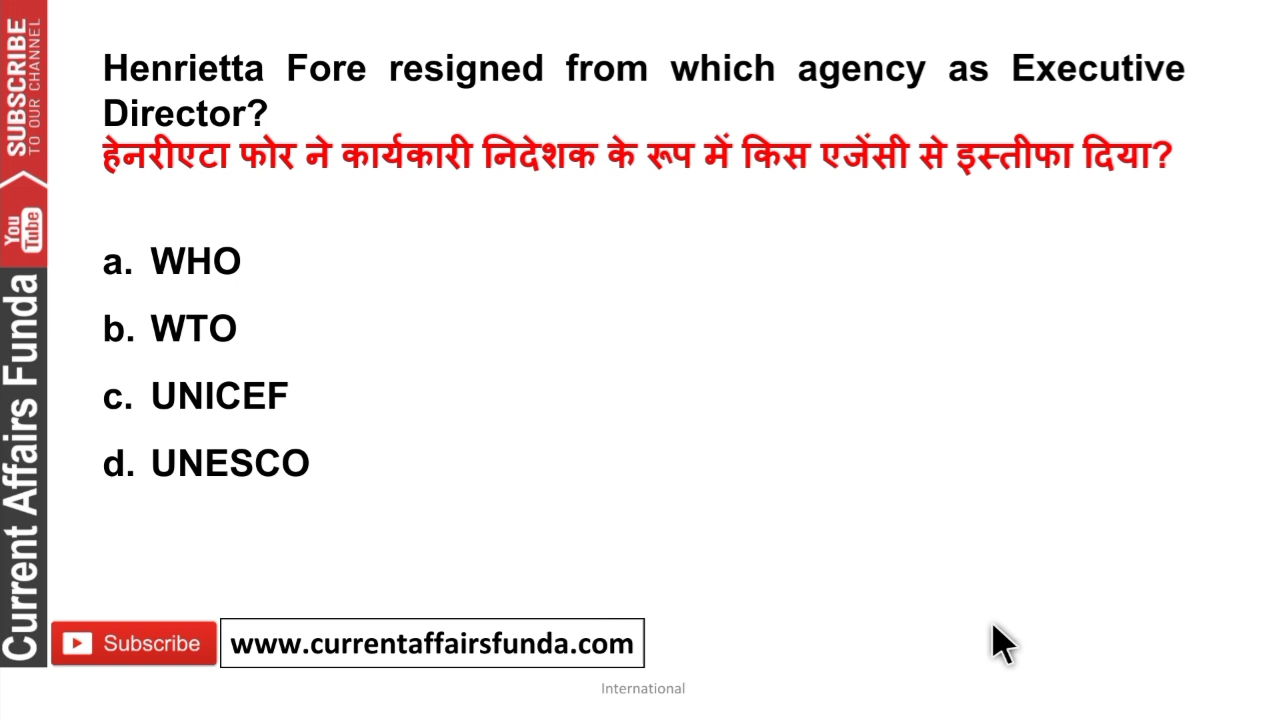 Henrietta Fore resigned from which agency as Executive
Director?
हेनरीएटा फोर ने कार्यकारी निदेशक के रूप में किस एजेंसी से इस्तीफा दिया?
a. WHO
b. WTO
c. UNICEF
d. UNESCO
SUBSCRIBE
TO OUR CHANNEL
You
Tube
Current Affairs Funda
Subscribe
www.currentaffairsfunda.com
International